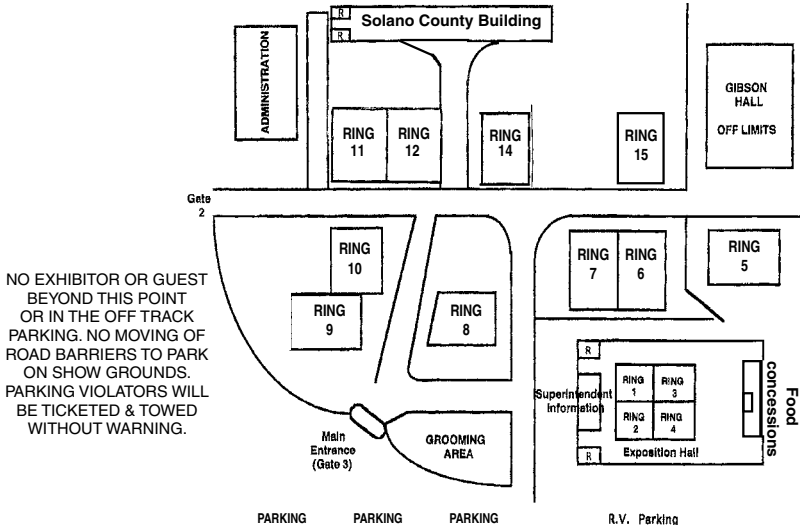 R
Solano County Building
R
ADMINISTRATION
GIBSON
HALL
OFF LIMITS
RING
11
RING
12
RING
14
RING
15
Gate
2
RING
10
RING
9
RING
8
RING
7
RING
6
RING
5
NO EXHIBITOR OR GUEST
BEYOND THIS POINT
OR IN THE OFF TRACK
PARKING. NO MOVING OF
ROAD BARRIERS TO PARK
ON SHOW GROUNDS.
PARKING VIOLATORS WILL
BE TICKETED & TOWED
WITHOUT WARNING.
R
Superintendent
Information
RING
1
RING
3
RING
2
RING
4
R
Exposition Hall
Food
concessions
Main
Entrance
(Gate 3)
GROOMING
AREA
PARKING
PARKING
PARKING
R.V. Parking